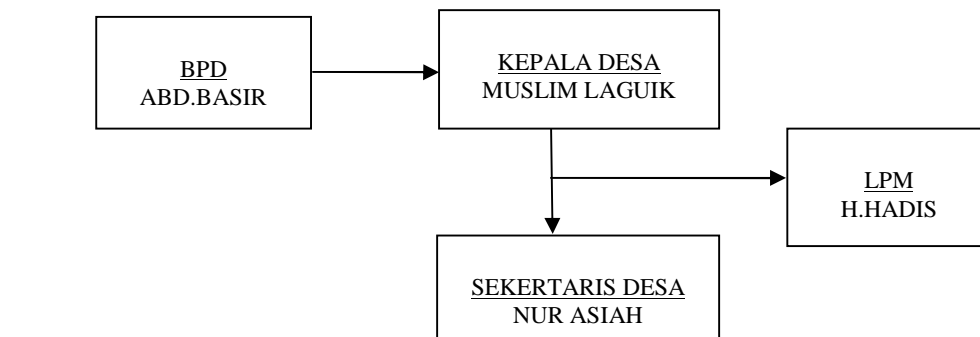 BPD
ABD.BASIR
KEPALA DESA
MUSLIM LAGUIK
LPM
H.HADIS
SEKERTARIS DESA
NUR ASIAH